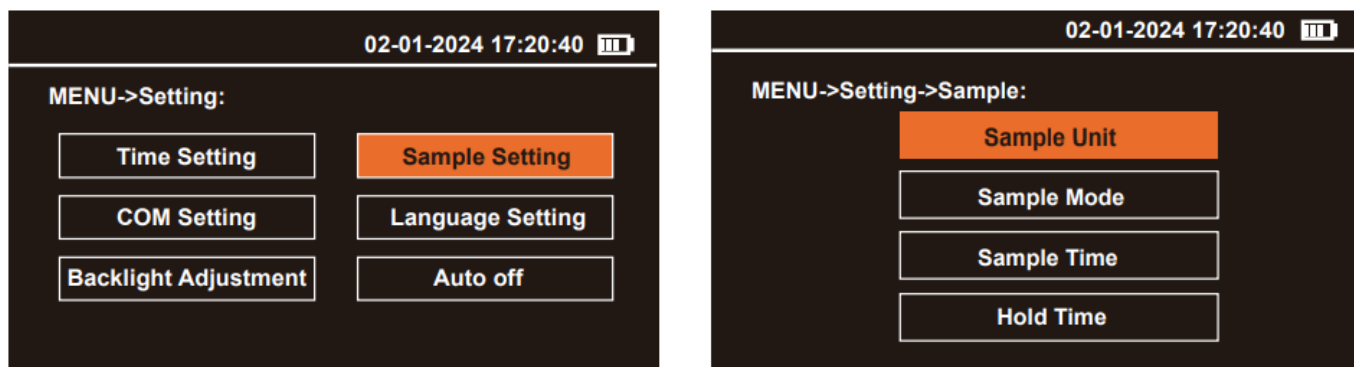 02-01-2024 17:20:40
MENU->Setting:
Time Setting
Sample Setting
COM Setting
Language Setting
Backlight Adjustment
Auto off
02-01-2024 17:20:40
MENU->Setting->Sample:
Sample Unit
Sample Mode
Sample Time
Hold Time